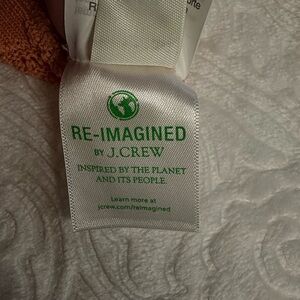 RE-IMAGINED
BY J.CREW
INSPIRED BY THE PLANET
AND ITS PEOPLE
Learn more at
jcrew.com/reimagined